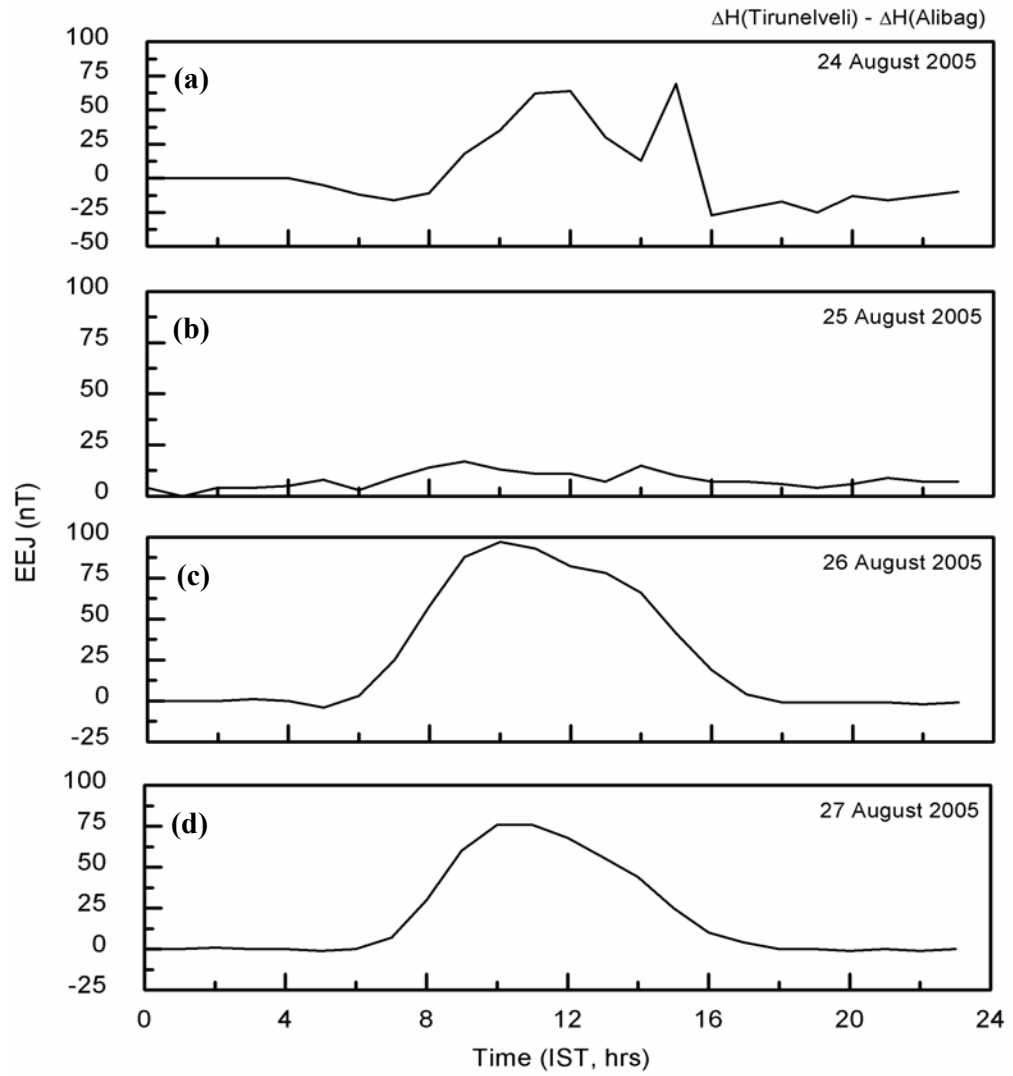 ΔH(Tirunelveli) - ΔH(Alibag)
100
(a)
24 August 2005
75
50
25
0
-25
-50
100
(b)
25 August 2005
75
50
25
0
EEJ (nT)
100
(c)
26 August 2005
75
50
25
0
-25
100
(d)
27 August 2005
75
50
25
0
-25
0 4 8 12 16 20 24
Time (IST, hrs)